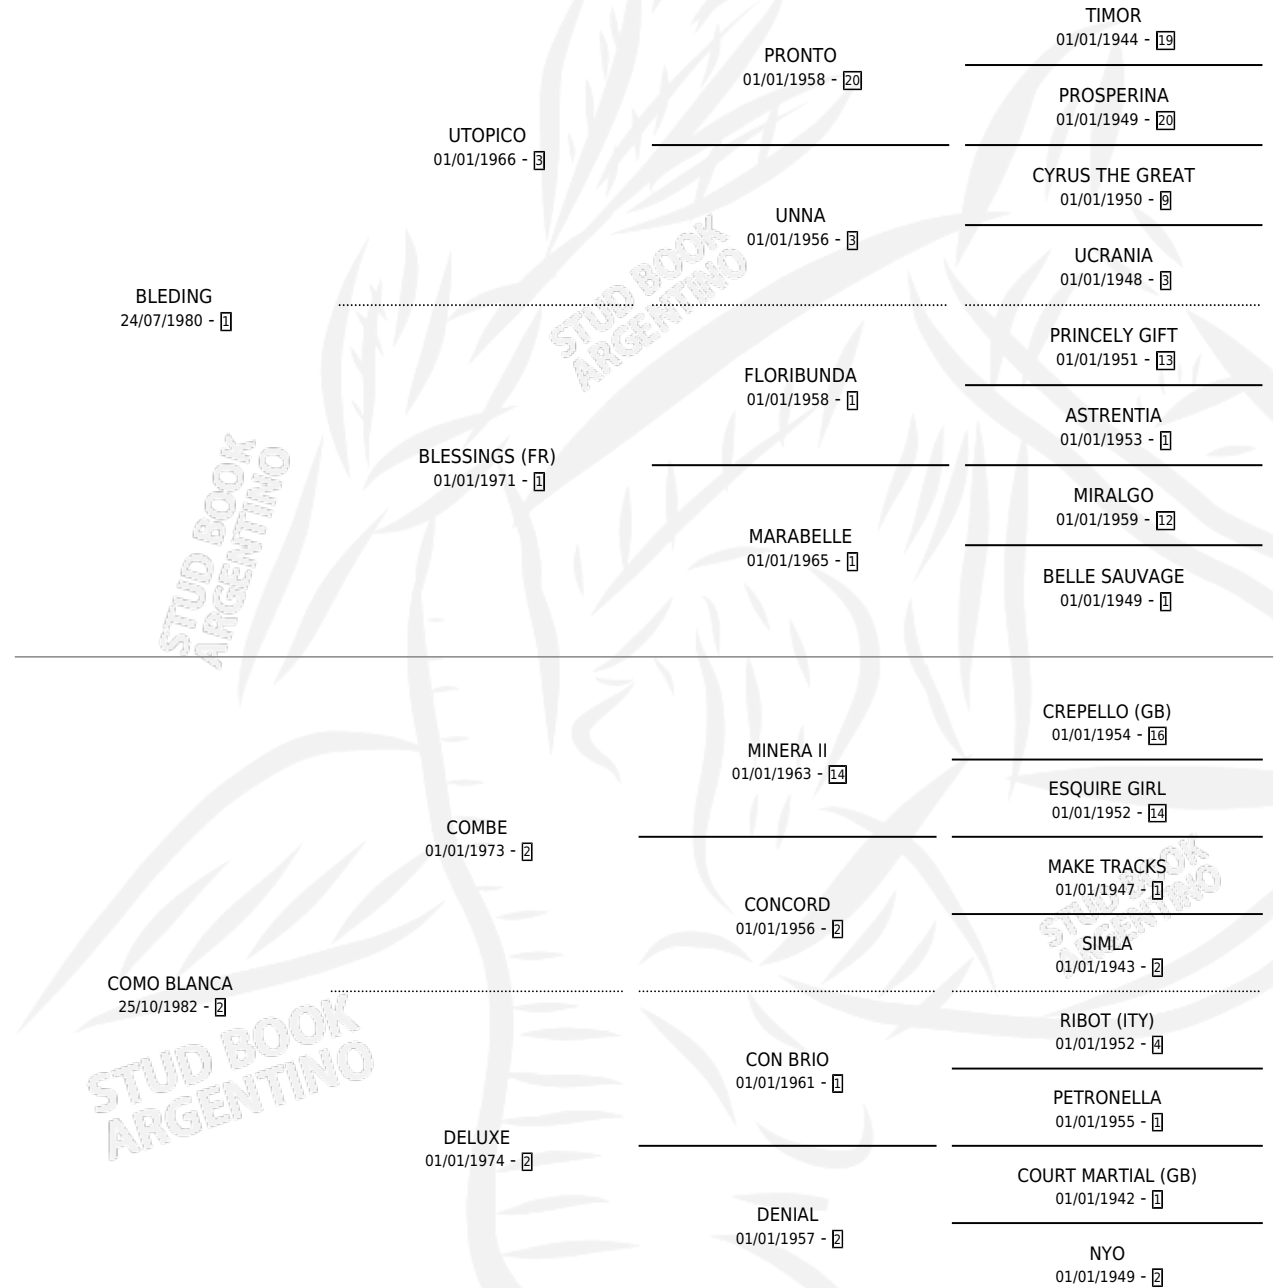 TIMOR
01/01/1944 - 19
PRONTO
01/01/1958 - 20
PROSPERINA
01/01/1949 - 20
UTOPICO
01/01/1966 - 3
CYRUS THE GREAT
01/01/1950 - 9
UNNA
01/01/1956 - 3
UCRANIA
01/01/1948 - 3
BLEDING
24/07/1980 - 1
PRINCELY GIFT
01/01/1951 - 13
FLORIBUNDA
01/01/1958 - 1
ASTRENTIA
01/01/1953 - 1
BLESSINGS (FR)
01/01/1971 - 1
MIRALGO
01/01/1959 - 12
MARABELLE
01/01/1965 - 1
BELLE SAUVAGE
01/01/1949 - 1
CREPELLO (GB)
01/01/1954 - 16
MINERA II
01/01/1963 - 14
ESQUIRE GIRL
01/01/1952 - 14
COMBE
01/01/1973 - 2
MAKE TRACKS
01/01/1947 - 1
CONCORD
01/01/1956 - 2
SIMLA
01/01/1943 - 2
COMO BLANCA
25/10/1982 - 2
RIBOT (ITY)
01/01/1952 - 4
CON BRIO
01/01/1961 - 1
PETRONELLA
01/01/1955 - 1
DELUXE
01/01/1974 - 2
COURT MARTIAL (GB)
01/01/1942 - 1
DENIAL
01/01/1957 - 2
NYO
01/01/1949 - 2
STUD BOOK
ARGENTINO
STUD BOOK
ARGENTINO
STUD BOOK
ARGENTINO
STUD BOOK
ARGENTINO